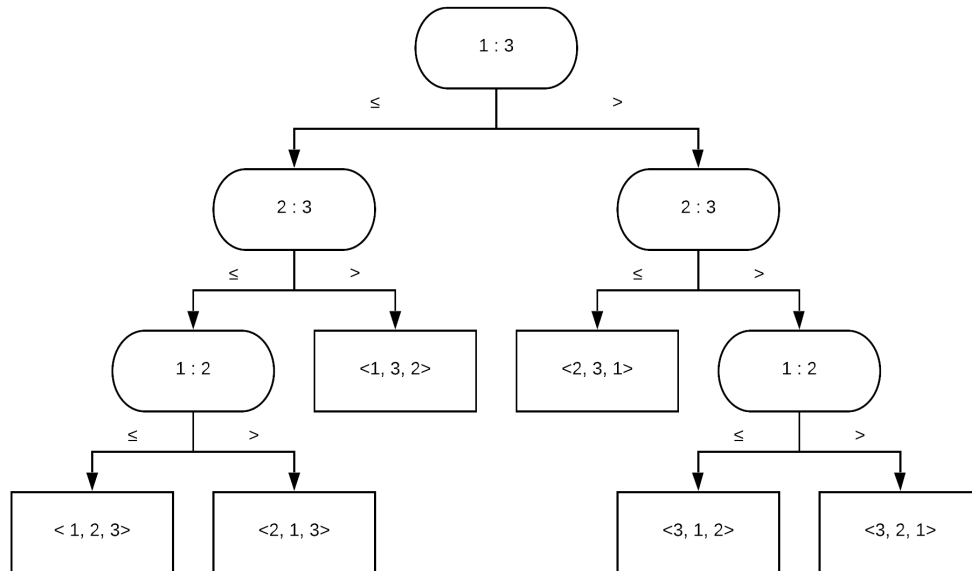 1 : 3
≤ >
2 : 3 2 : 3
≤ > ≤ >
1 : 2 <1, 3, 2> <2, 3, 1> 1 : 2
≤ > ≤ >
< 1, 2, 3> <2, 1, 3> <3, 1, 2> <3, 2, 1>